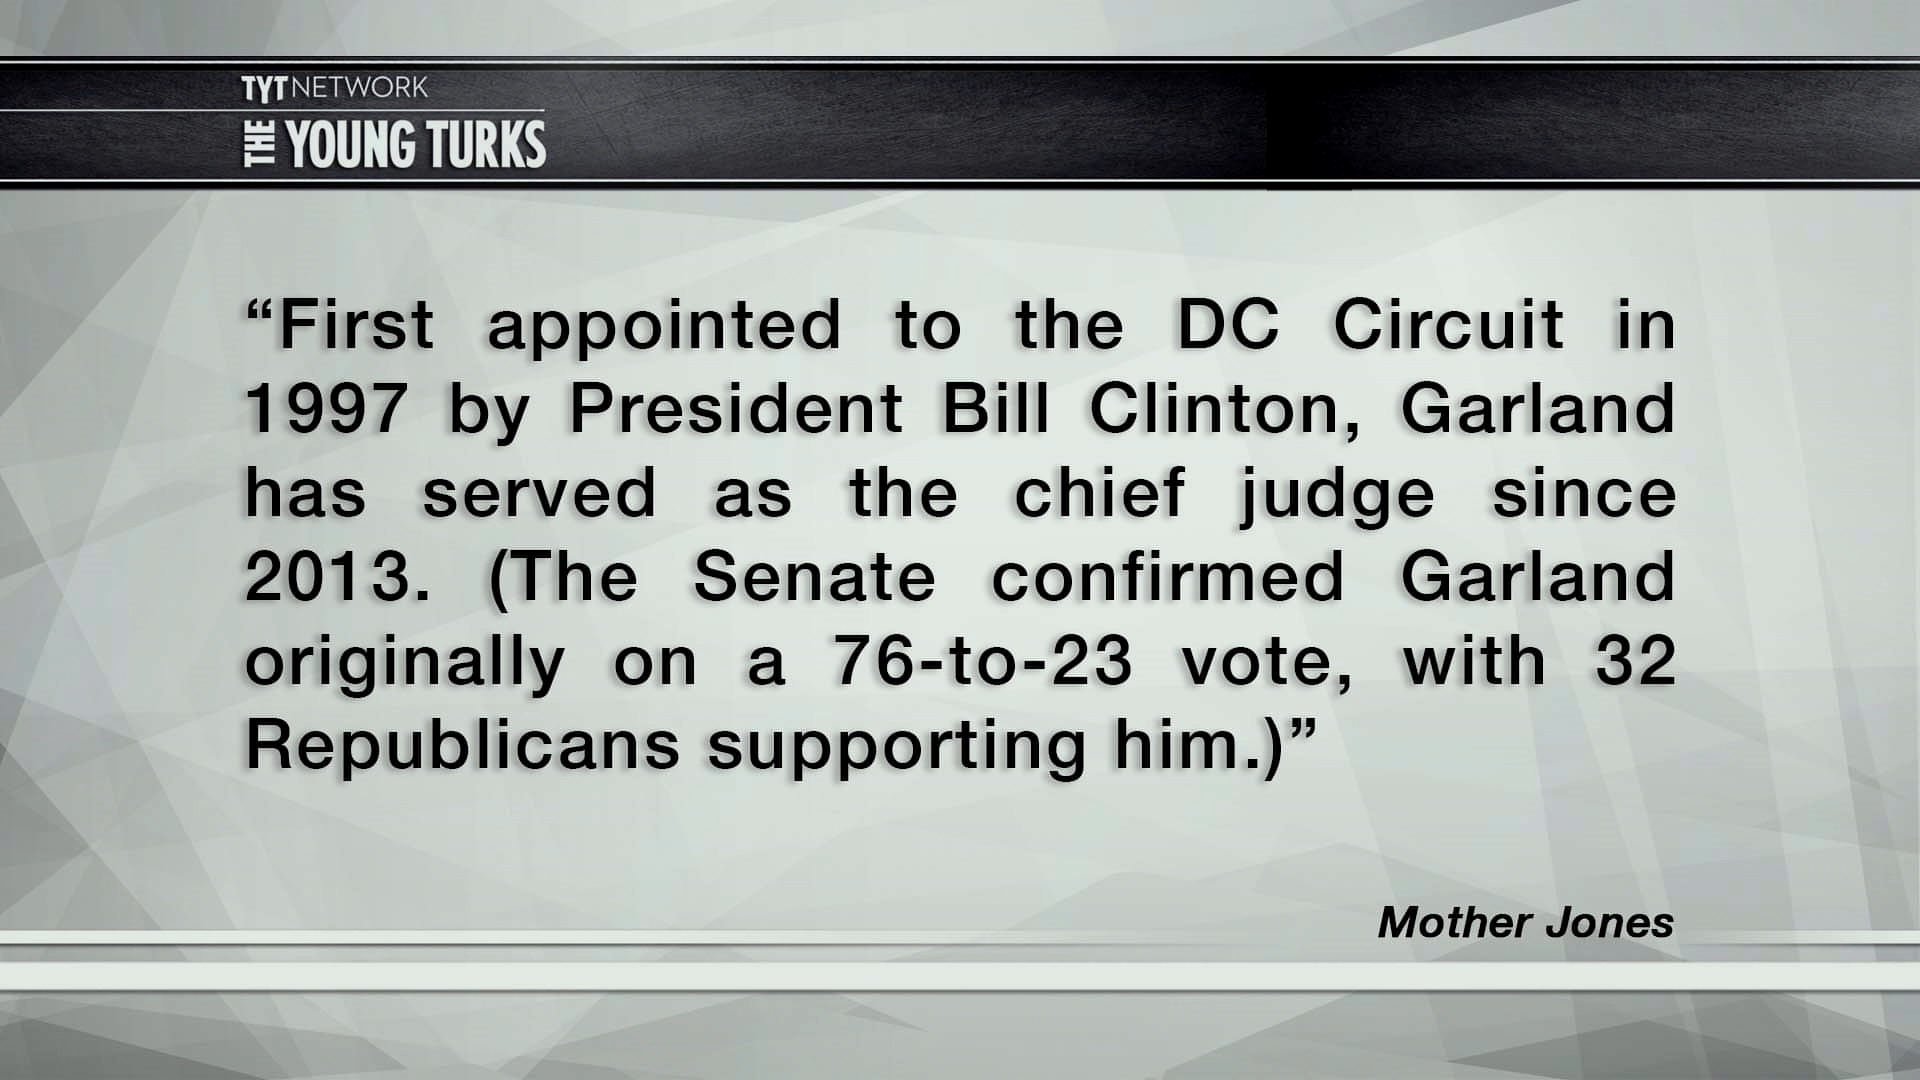 TYT NETWORK
THE YOUNG TURKS
“First appointed to the DC Circuit in
1997 by President Bill Clinton, Garland
has served as the chief judge since
2013. (The Senate confirmed Garland
originally on a 76-to-23 vote, with 32
Republicans supporting him.)”
Mother Jones